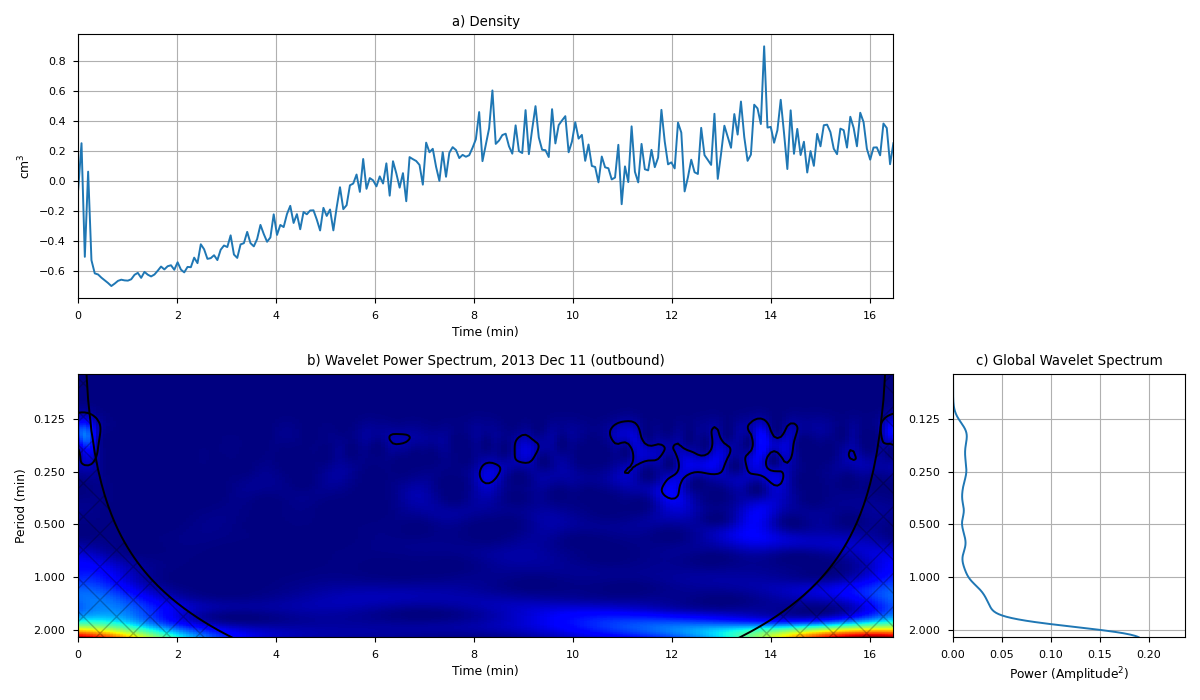 a) Density
cm³
0.8
0.6
0.4
0.2
0.0
−0.2
−0.4
−0.6
0 2 4 6 8 10 12 14 16
Time (min)
b) Wavelet Power Spectrum, 2013 Dec 11 (outbound)
Period (min)
0.125
0.250
0.500
1.000
2.000
0 2 4 6 8 10 12 14 16
Time (min)
c) Global Wavelet Spectrum
0.125
0.250
0.500
1.000
2.000
0.00 0.05 0.10 0.15 0.20
Power (Amplitude²)